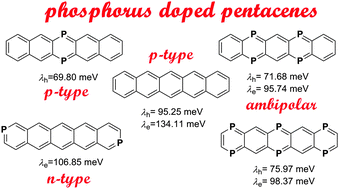 phosphorus doped pentacenes
P
P
λh=69.80 meV
p-type
p-type
λh= 95.25 meV
λe=134.11 meV
P P
P P
λh= 71.68 meV
λe= 95.74 meV
ambipolar
P
P
λe=106.85 meV
n-type
P P P
P P P
λh= 75.97 meV
λe= 98.37 meV